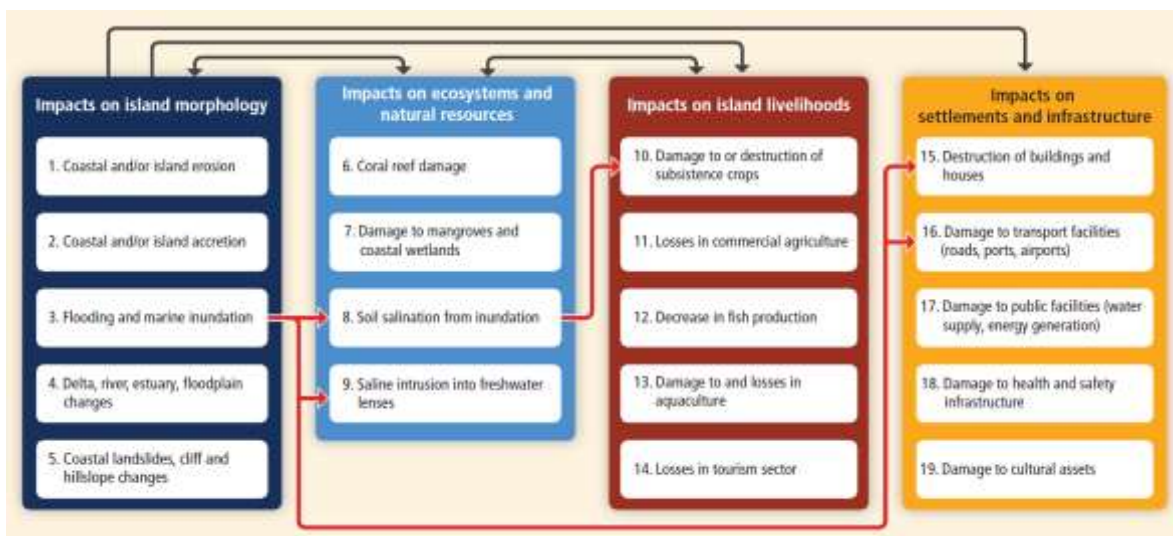 Impacts on island morphology
1. Coastal and/or island erosion
2. Coastal and/or island accretion
3. Flooding and marine inundation
4. Delta, river, estuary, floodplain
changes
5. Coastal landslides, cliff and
hillslope changes
Impacts on ecosystems and
natural resources
6. Coral reef damage
7. Damage to mangroves and
coastal wetlands
8. Soil salination from inundation
9. Saline intrusion into freshwater
lenses
Impacts on island livelihoods
10. Damage to or destruction of
subsistence crops
11. Losses in commercial agriculture
12. Decrease in fish production
13. Damage to and losses in
aquaculture
14. Losses in tourism sector
Impacts on
settlements and infrastructure
15. Destruction of buildings and
houses
16. Damage to transport facilities
(roads, ports, airports)
17. Damage to public facilities (water
supply, energy generation)
18. Damage to health and safety
infrastructure
19. Damage to cultural assets